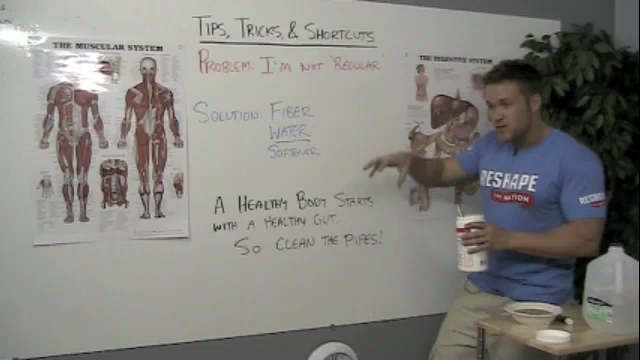 THE MUSCULAR SYSTEM
TIPS, TRICKS, & SHORTCUTS
PROBLEM: I'M NOT 'REGULAR
THE DIGESTIVE SYSTEM
SOLUTION: FIBER
WATER
SOFTENER
A HEALTHY BODY STARTS
WITH A HEALTHY GUT.
SO CLEAN THE PIPES!
RESHAPE
THE NATION